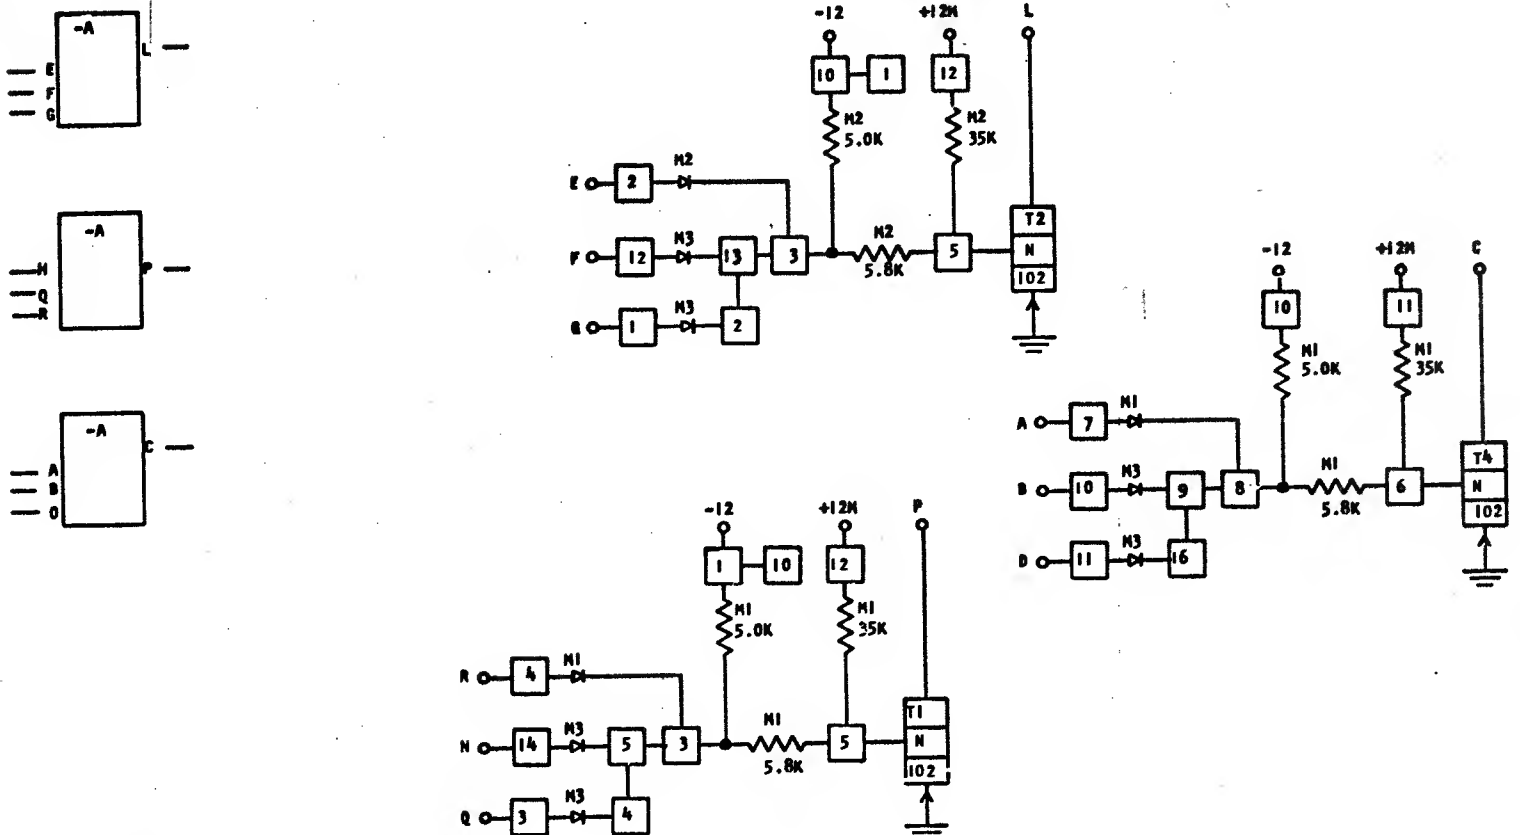 -A
L
E
F
G
-A
N
P
Q
R
-A
C
A
B
D
-12 +12M L
10 1 12
M2 5.0K
M2 35K
E 2 M2
F 12 M3 13 3 M2 5.8K 5
G 1 M3 2
T2
N
102
-12 +12M C
10 11
M1 5.0K
M1 35K
A 7 M1
B 10 M3 9 8 M1 5.8K 6
D 11 M3 16
T4
N
102
-12 +12M P
1 10 12
M1 5.0K
M1 35K
R 4 M1
N 14 M3 5 3 M1 5.8K 5
Q 3 M3 4
T1
N
102